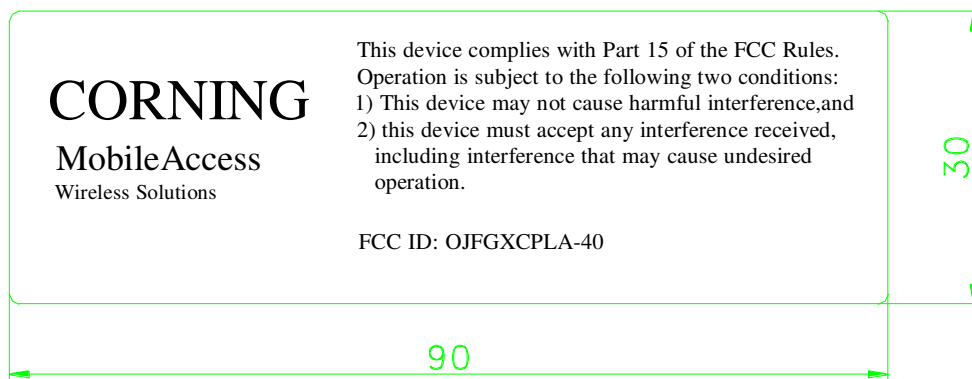 CORNING
MobileAccess
Wireless Solutions
This device complies with Part 15 of the FCC Rules.
Operation is subject to the following two conditions:
1) This device may not cause harmful interference,and
2) this device must accept any interference received,
including interference that may cause undesired
operation.
FCC ID: OJFGXCPLA-40
30
90